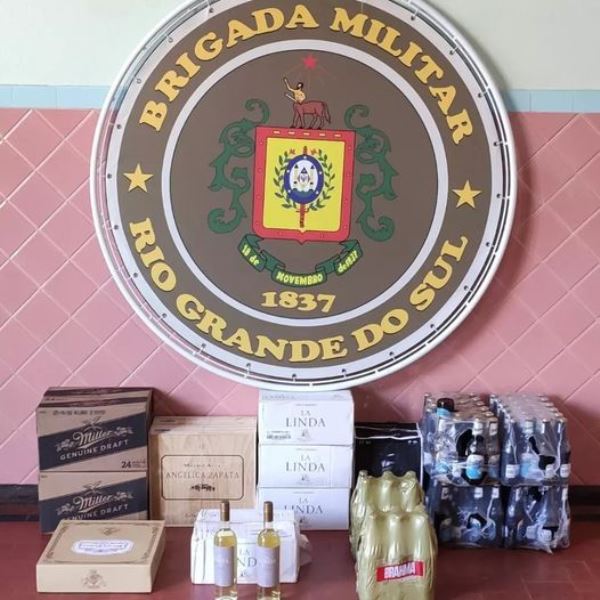 BRIGADA MILITAR
18 de NOVEMBRO de 1837
1837
RIO GRANDE DO SUL
Miller
GENUINE DRAFT
24
Miller
GENUINE DRAFT
ANGELICA ZAPATA
LA
LINDA
LA
LINDA
LA
LINDA
LINDA
BRAHMA